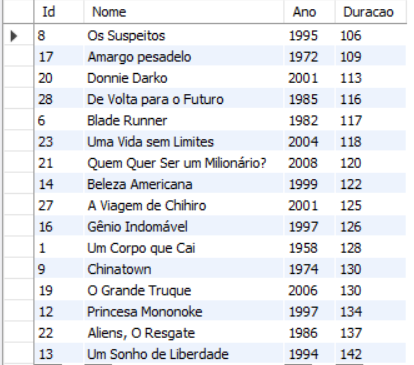 Id Nome Ano Duracao
8 Os Suspeitos 1995 106
17 Amargo pesadelo 1972 109
20 Donnie Darko 2001 113
28 De Volta para o Futuro 1985 116
6 Blade Runner 1982 117
23 Uma Vida sem Limites 2004 118
21 Quem Quer Ser um Milionário? 2008 120
14 Beleza Americana 1999 122
27 A Viagem de Chihiro 2001 125
16 Gênio Indomável 1997 126
1 Um Corpo que Cai 1958 128
9 Chinatown 1974 130
19 O Grande Truque 2006 130
12 Princesa Mononoke 1997 134
22 Aliens, O Resgate 1986 137
13 Um Sonho de Liberdade 1994 142